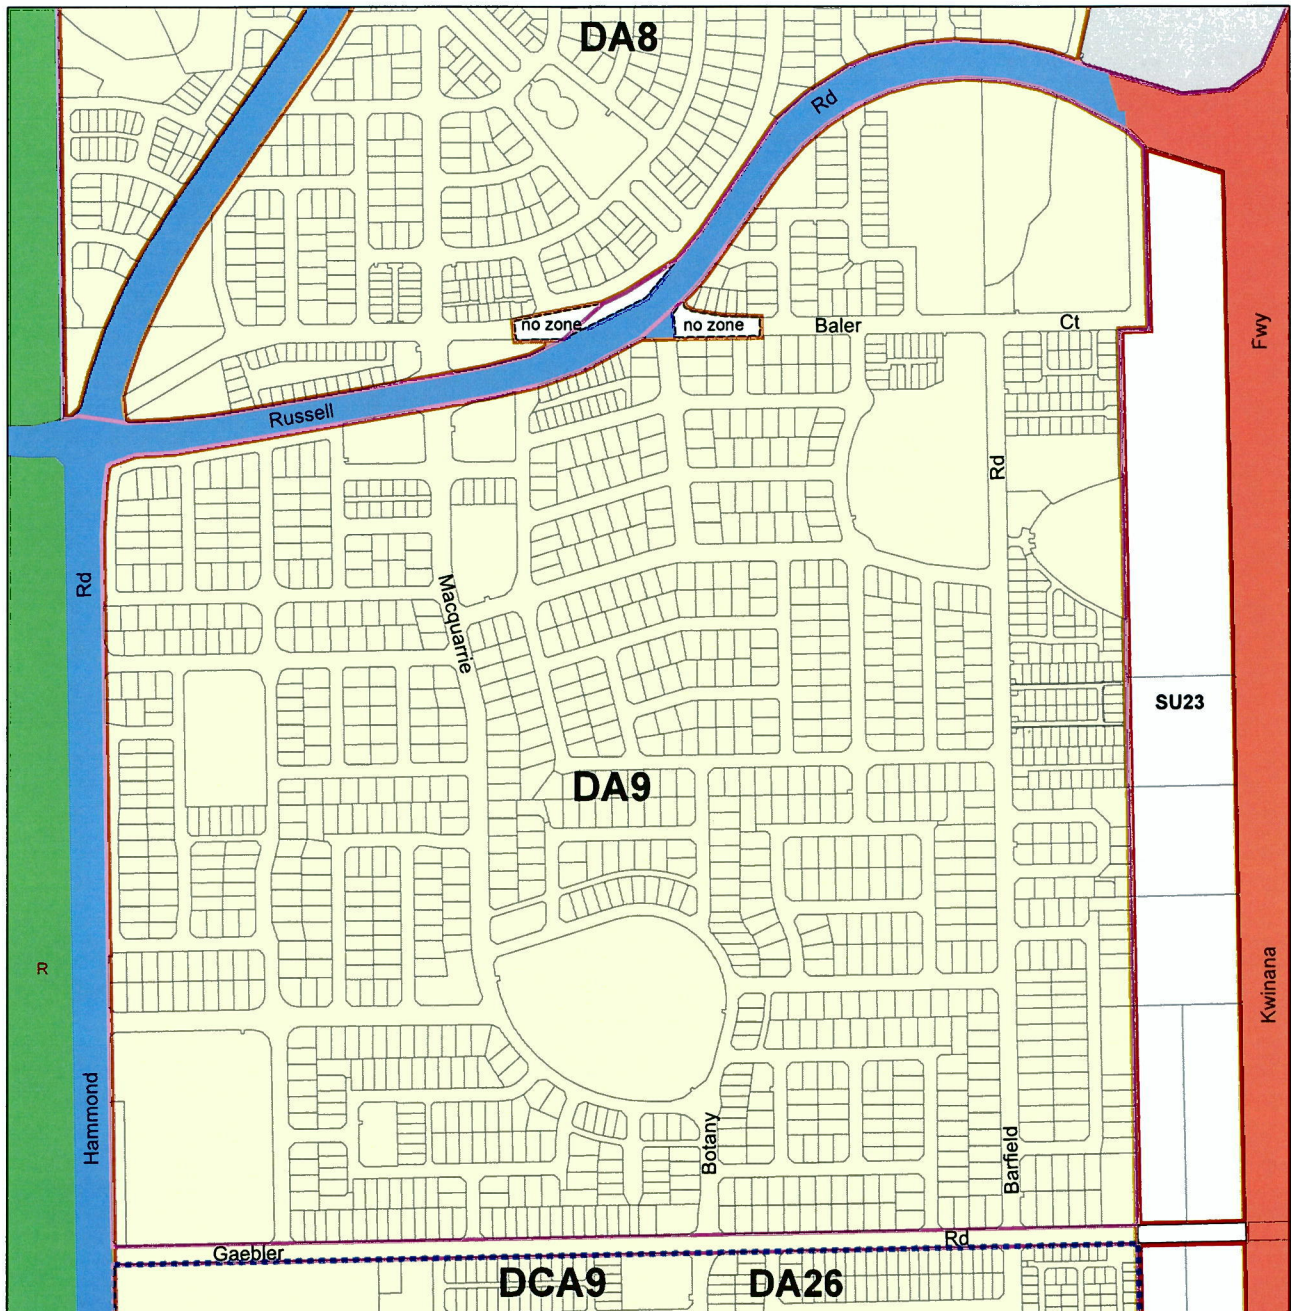 DA8
Rd
no zone
no zone
Baler
Ct
Fwy
Russell
Rd
Rd
Macquarrie
SU23
DA9
R
Kwinana
Hammond
Botany
Barfield
Rd
Gaebler
DCA9
DA26